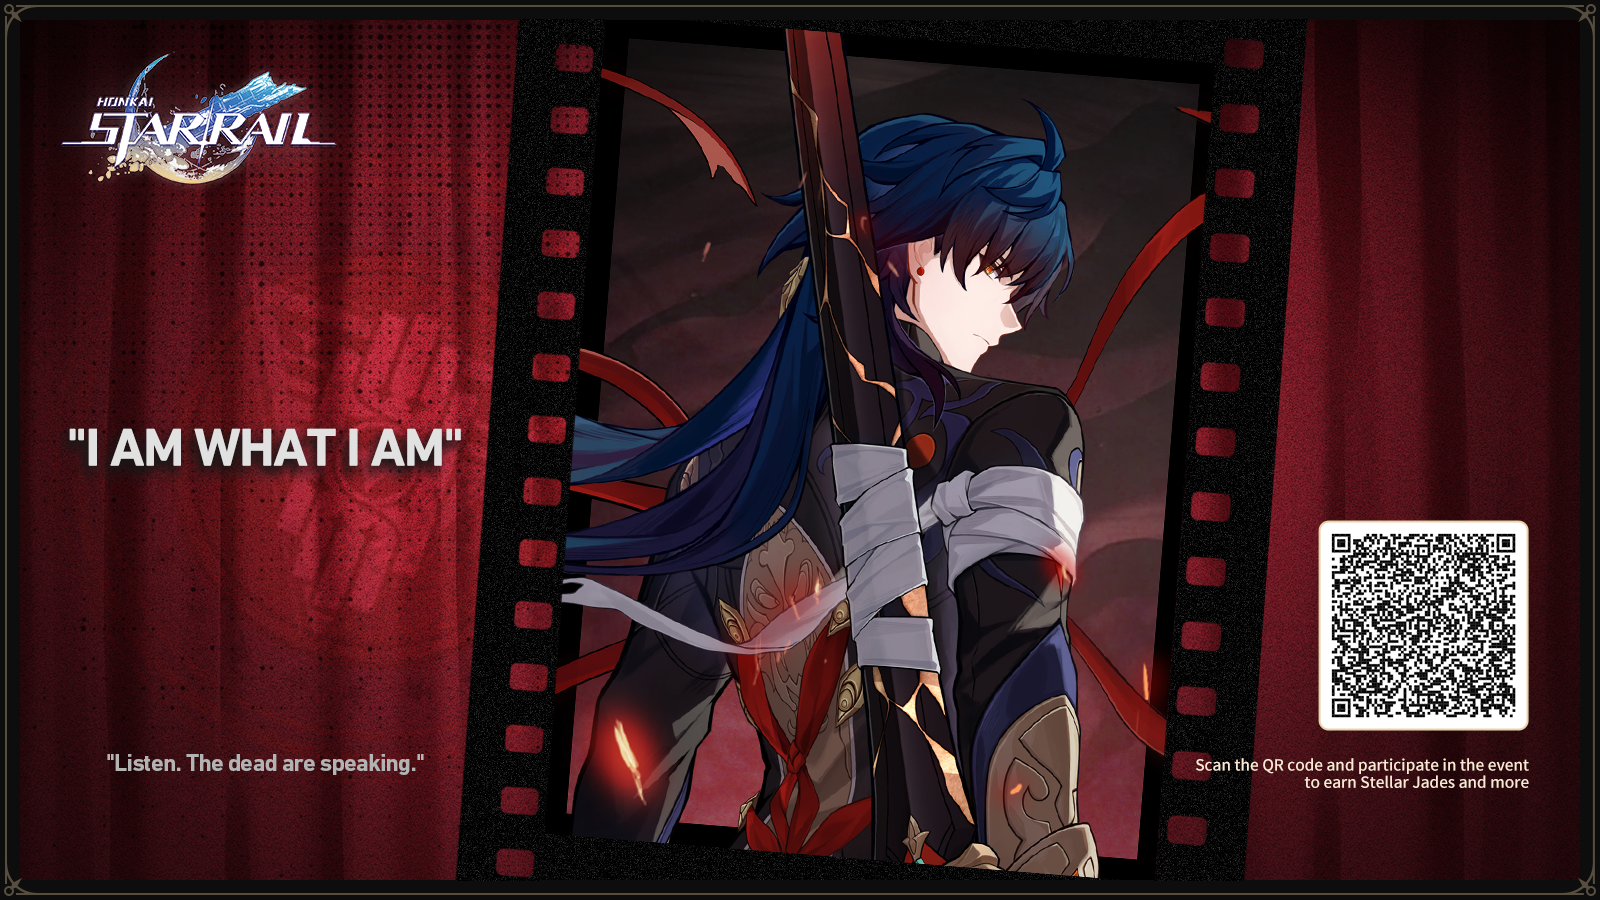 HONKAI
STAR RAIL
"I AM WHAT I AM"
"Listen. The dead are speaking."
Scan the QR code and participate in the event
to earn Stellar Jades and more